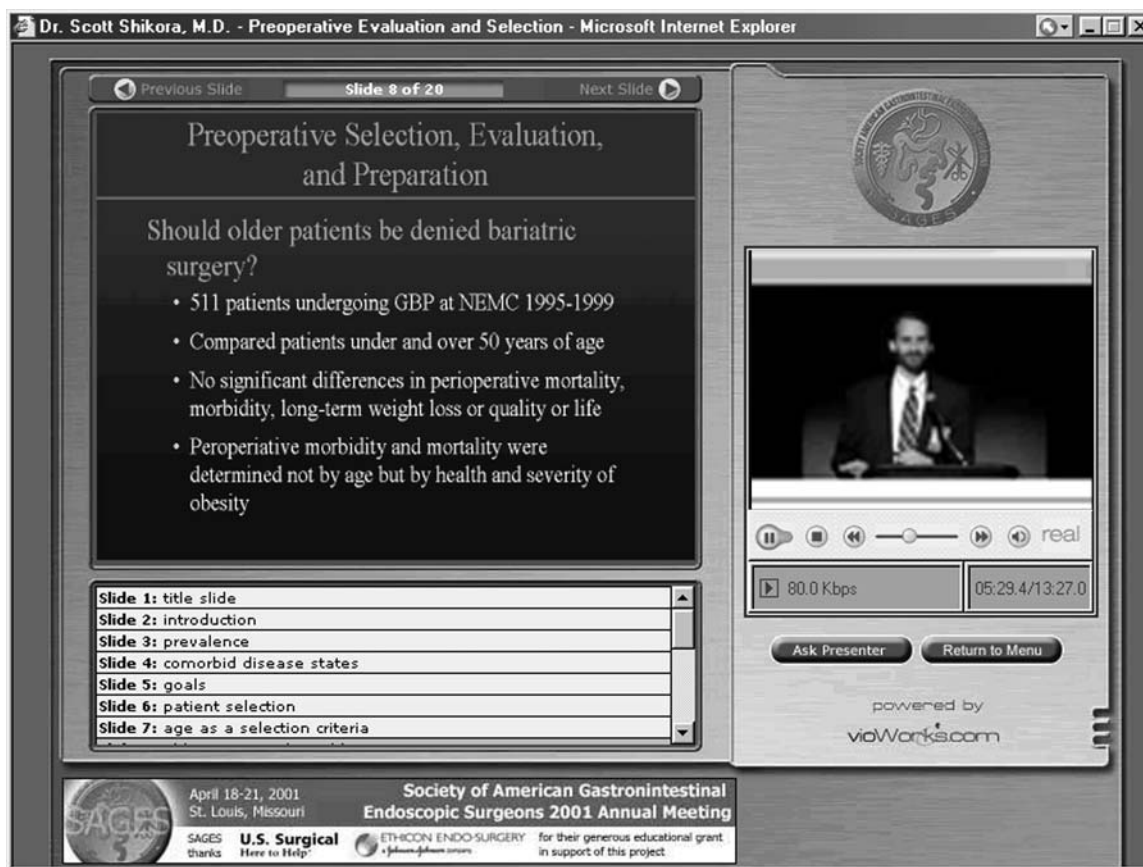 Dr. Scott Shikora, M.D. - Preoperative Evaluation and Selection - Microsoft Internet Explorer
Previous Slide
Slide 8 of 20
Next Slide
Preoperative Selection, Evaluation,
and Preparation
Should older patients be denied bariatric
surgery?
• 511 patients undergoing GBP at NEMC 1995-1999
• Compared patients under and over 50 years of age
• No significant differences in perioperative mortality,
morbidity, long-term weight loss or quality or life
• Peroperiative morbidity and mortality were
determined not by age but by health and severity of
obesity
Slide 1: title slide
Slide 2: introduction
Slide 3: prevalence
Slide 4: comorbid disease states
Slide 5: goals
Slide 6: patient selection
Slide 7: age as a selection criteria
SOCIETY AMERICAN GASTROINTESTINAL
SAGES
real
80.0 Kbps
05:29.4/13:27.0
Ask Presenter
Return to Menu
powered by
vioWorks.com
SAGES
April 18-21, 2001
St. Louis, Missouri
Society of American Gastronintestinal
Endoscopic Surgeons 2001 Annual Meeting
SAGES
thanks
U.S. Surgical
Here to Help
ETHICON ENDO-SURGERY
a Johnson & Johnson company
for their generous educational grant
in support of this project